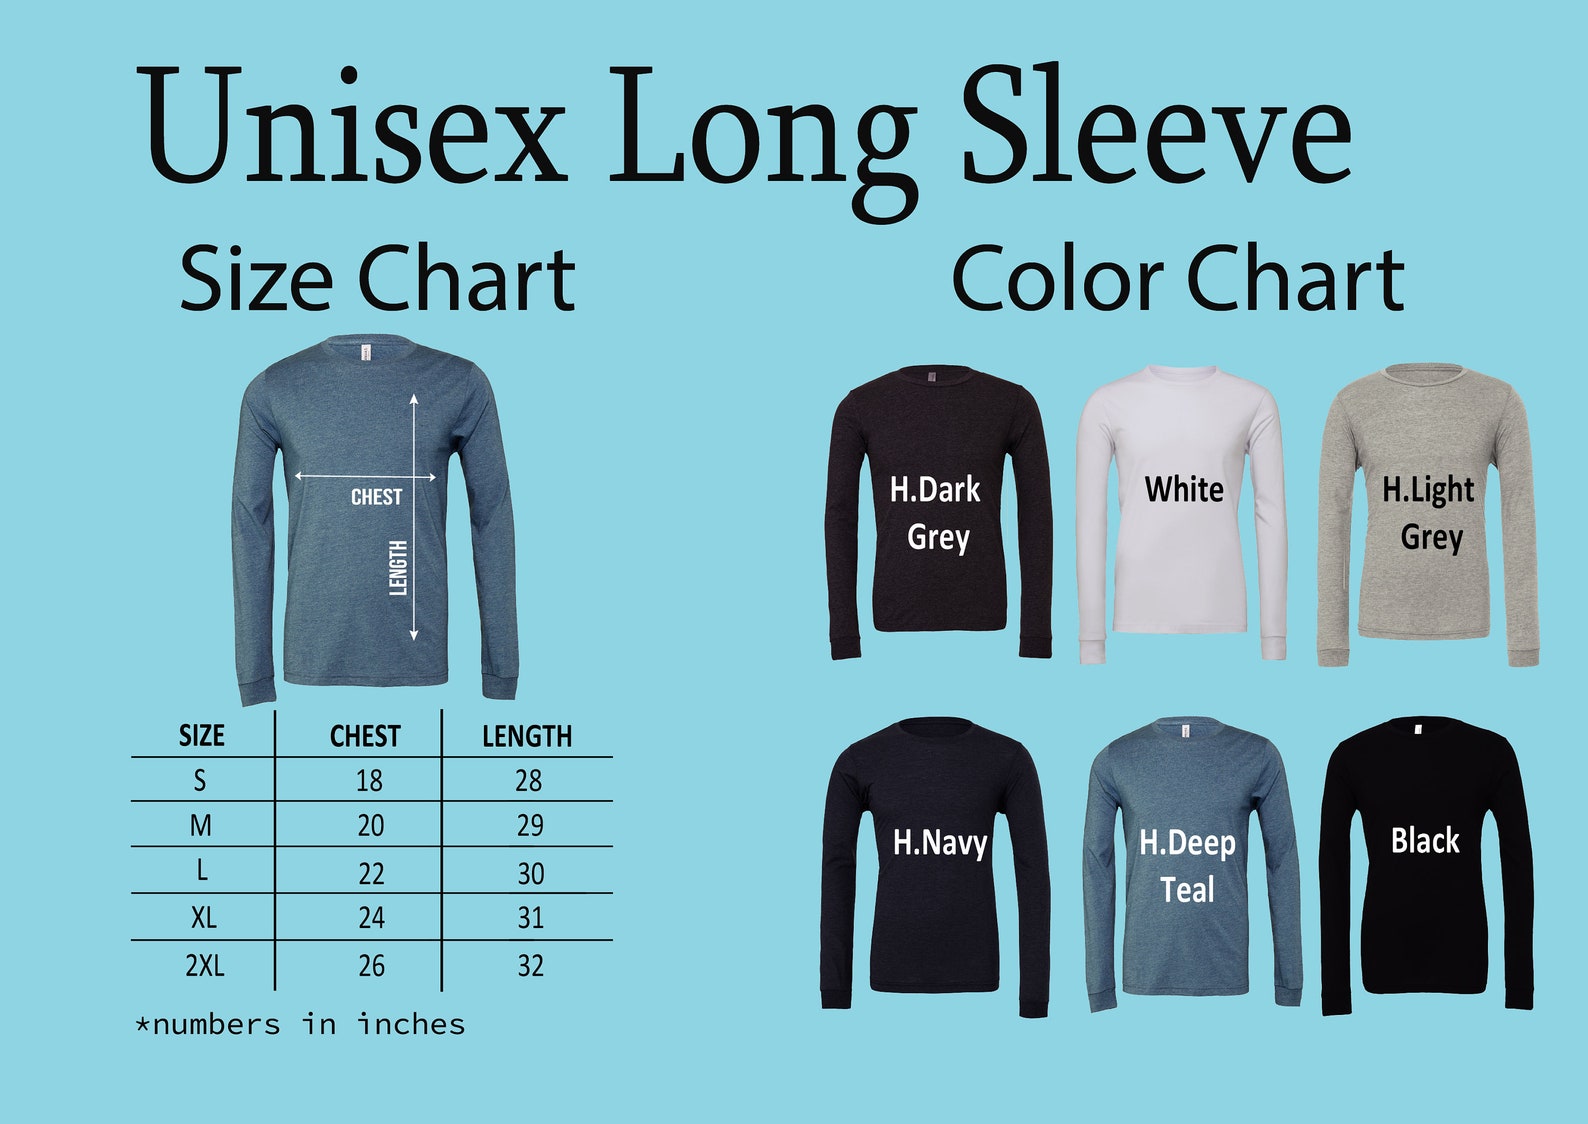 Unisex Long Sleeve
Size Chart
Color Chart
CHEST
LENGTH
SIZE CHEST LENGTH
S 18 28
M 20 29
L 22 30
XL 24 31
2XL 26 32
*numbers in inches
H.Dark
Grey
White
H.Light
Grey
H.Navy
H.Deep
Teal
Black